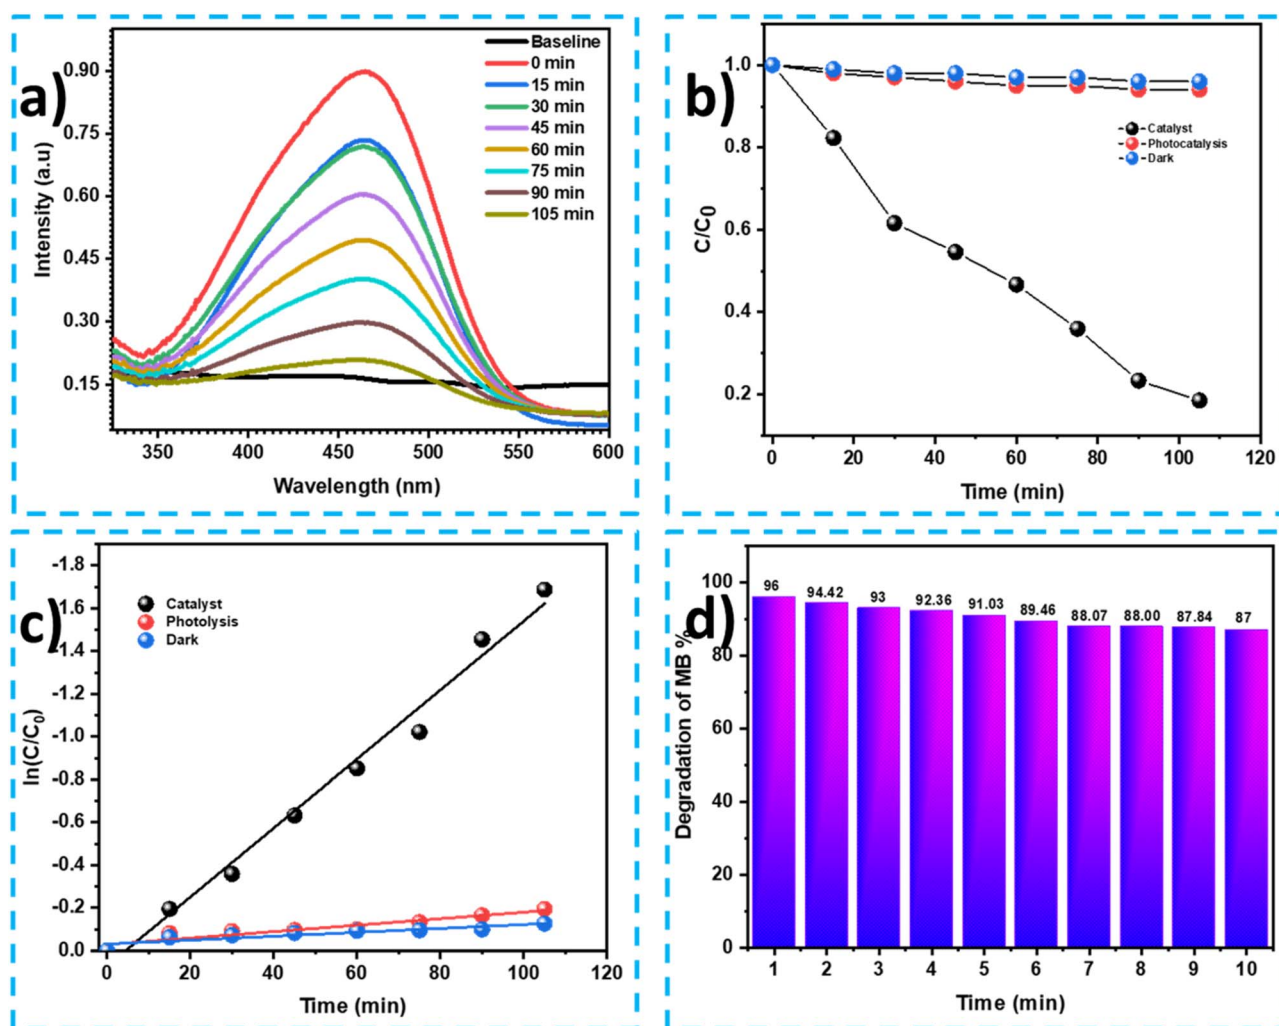 a)
Intensity (a.u)
0.90
0.75
0.60
0.45
0.30
0.15
Baseline
0 min
15 min
30 min
45 min
60 min
75 min
90 min
105 min
350 400 450 500 550 600
Wavelength (nm)
b)
C/C0
1.0
0.8
0.6
0.4
0.2
Catalyst
Photocatalysis
Dark
0 20 40 60 80 100 120
Time (min)
c)
ln(C/C0)
-1.8
-1.6
-1.4
-1.2
-1.0
-0.8
-0.6
-0.4
-0.2
0.0
Catalyst
Photolysis
Dark
0 20 40 60 80 100 120
Time (min)
d)
Degradation of MB %
100
80
60
40
20
0
96 94.42 93 92.36 91.03 89.46 88.07 88.00 87.84 87
1 2 3 4 5 6 7 8 9 10
Time (min)